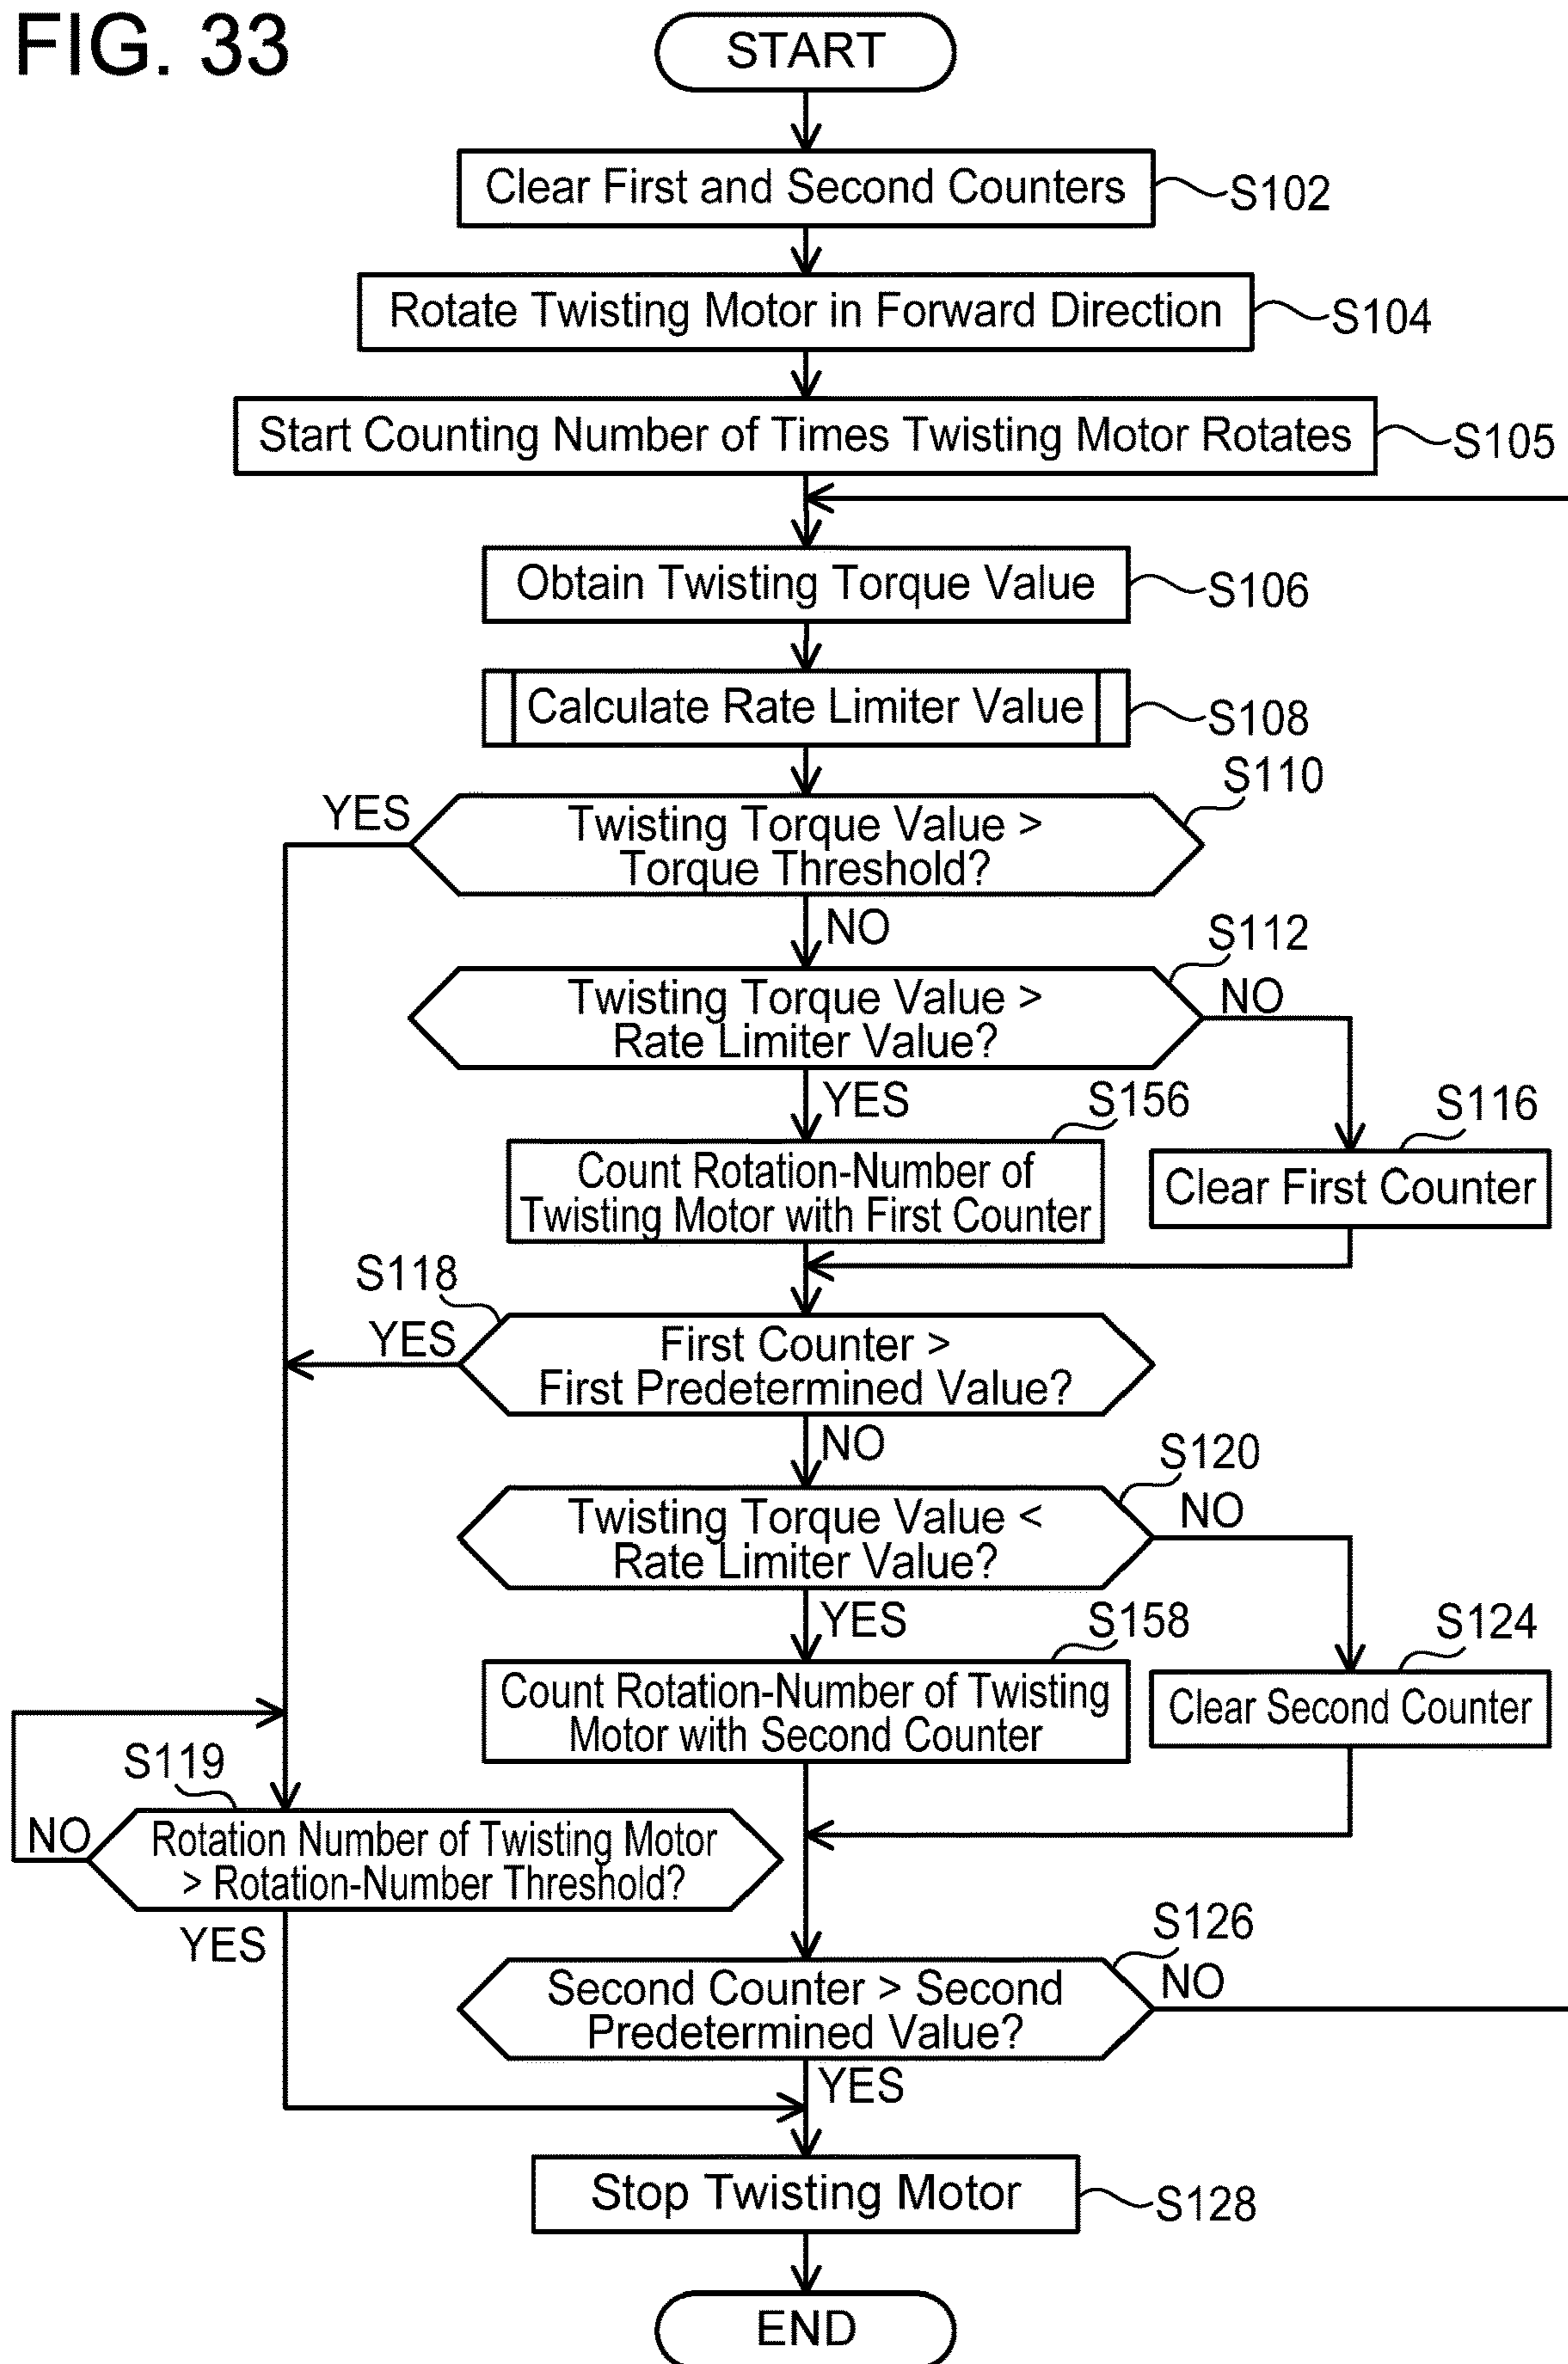 FIG. 33
START
Clear First and Second Counters
S102
Rotate Twisting Motor in Forward Direction
S104
Start Counting Number of Times Twisting Motor Rotates
S105
Obtain Twisting Torque Value
S106
Calculate Rate Limiter Value
S108
S110
YES
Twisting Torque Value >
Torque Threshold?
NO
S112
Twisting Torque Value >
Rate Limiter Value?
NO
YES
S156
S116
Count Rotation-Number of
Twisting Motor with First Counter
Clear First Counter
S118
YES
First Counter >
First Predetermined Value?
NO
S120
Twisting Torque Value <
Rate Limiter Value?
NO
YES
S158
S124
Count Rotation-Number of Twisting
Motor with Second Counter
Clear Second Counter
S119
NO
Rotation Number of Twisting Motor
> Rotation-Number Threshold?
YES
S126
Second Counter > Second
Predetermined Value?
NO
YES
Stop Twisting Motor
S128
END